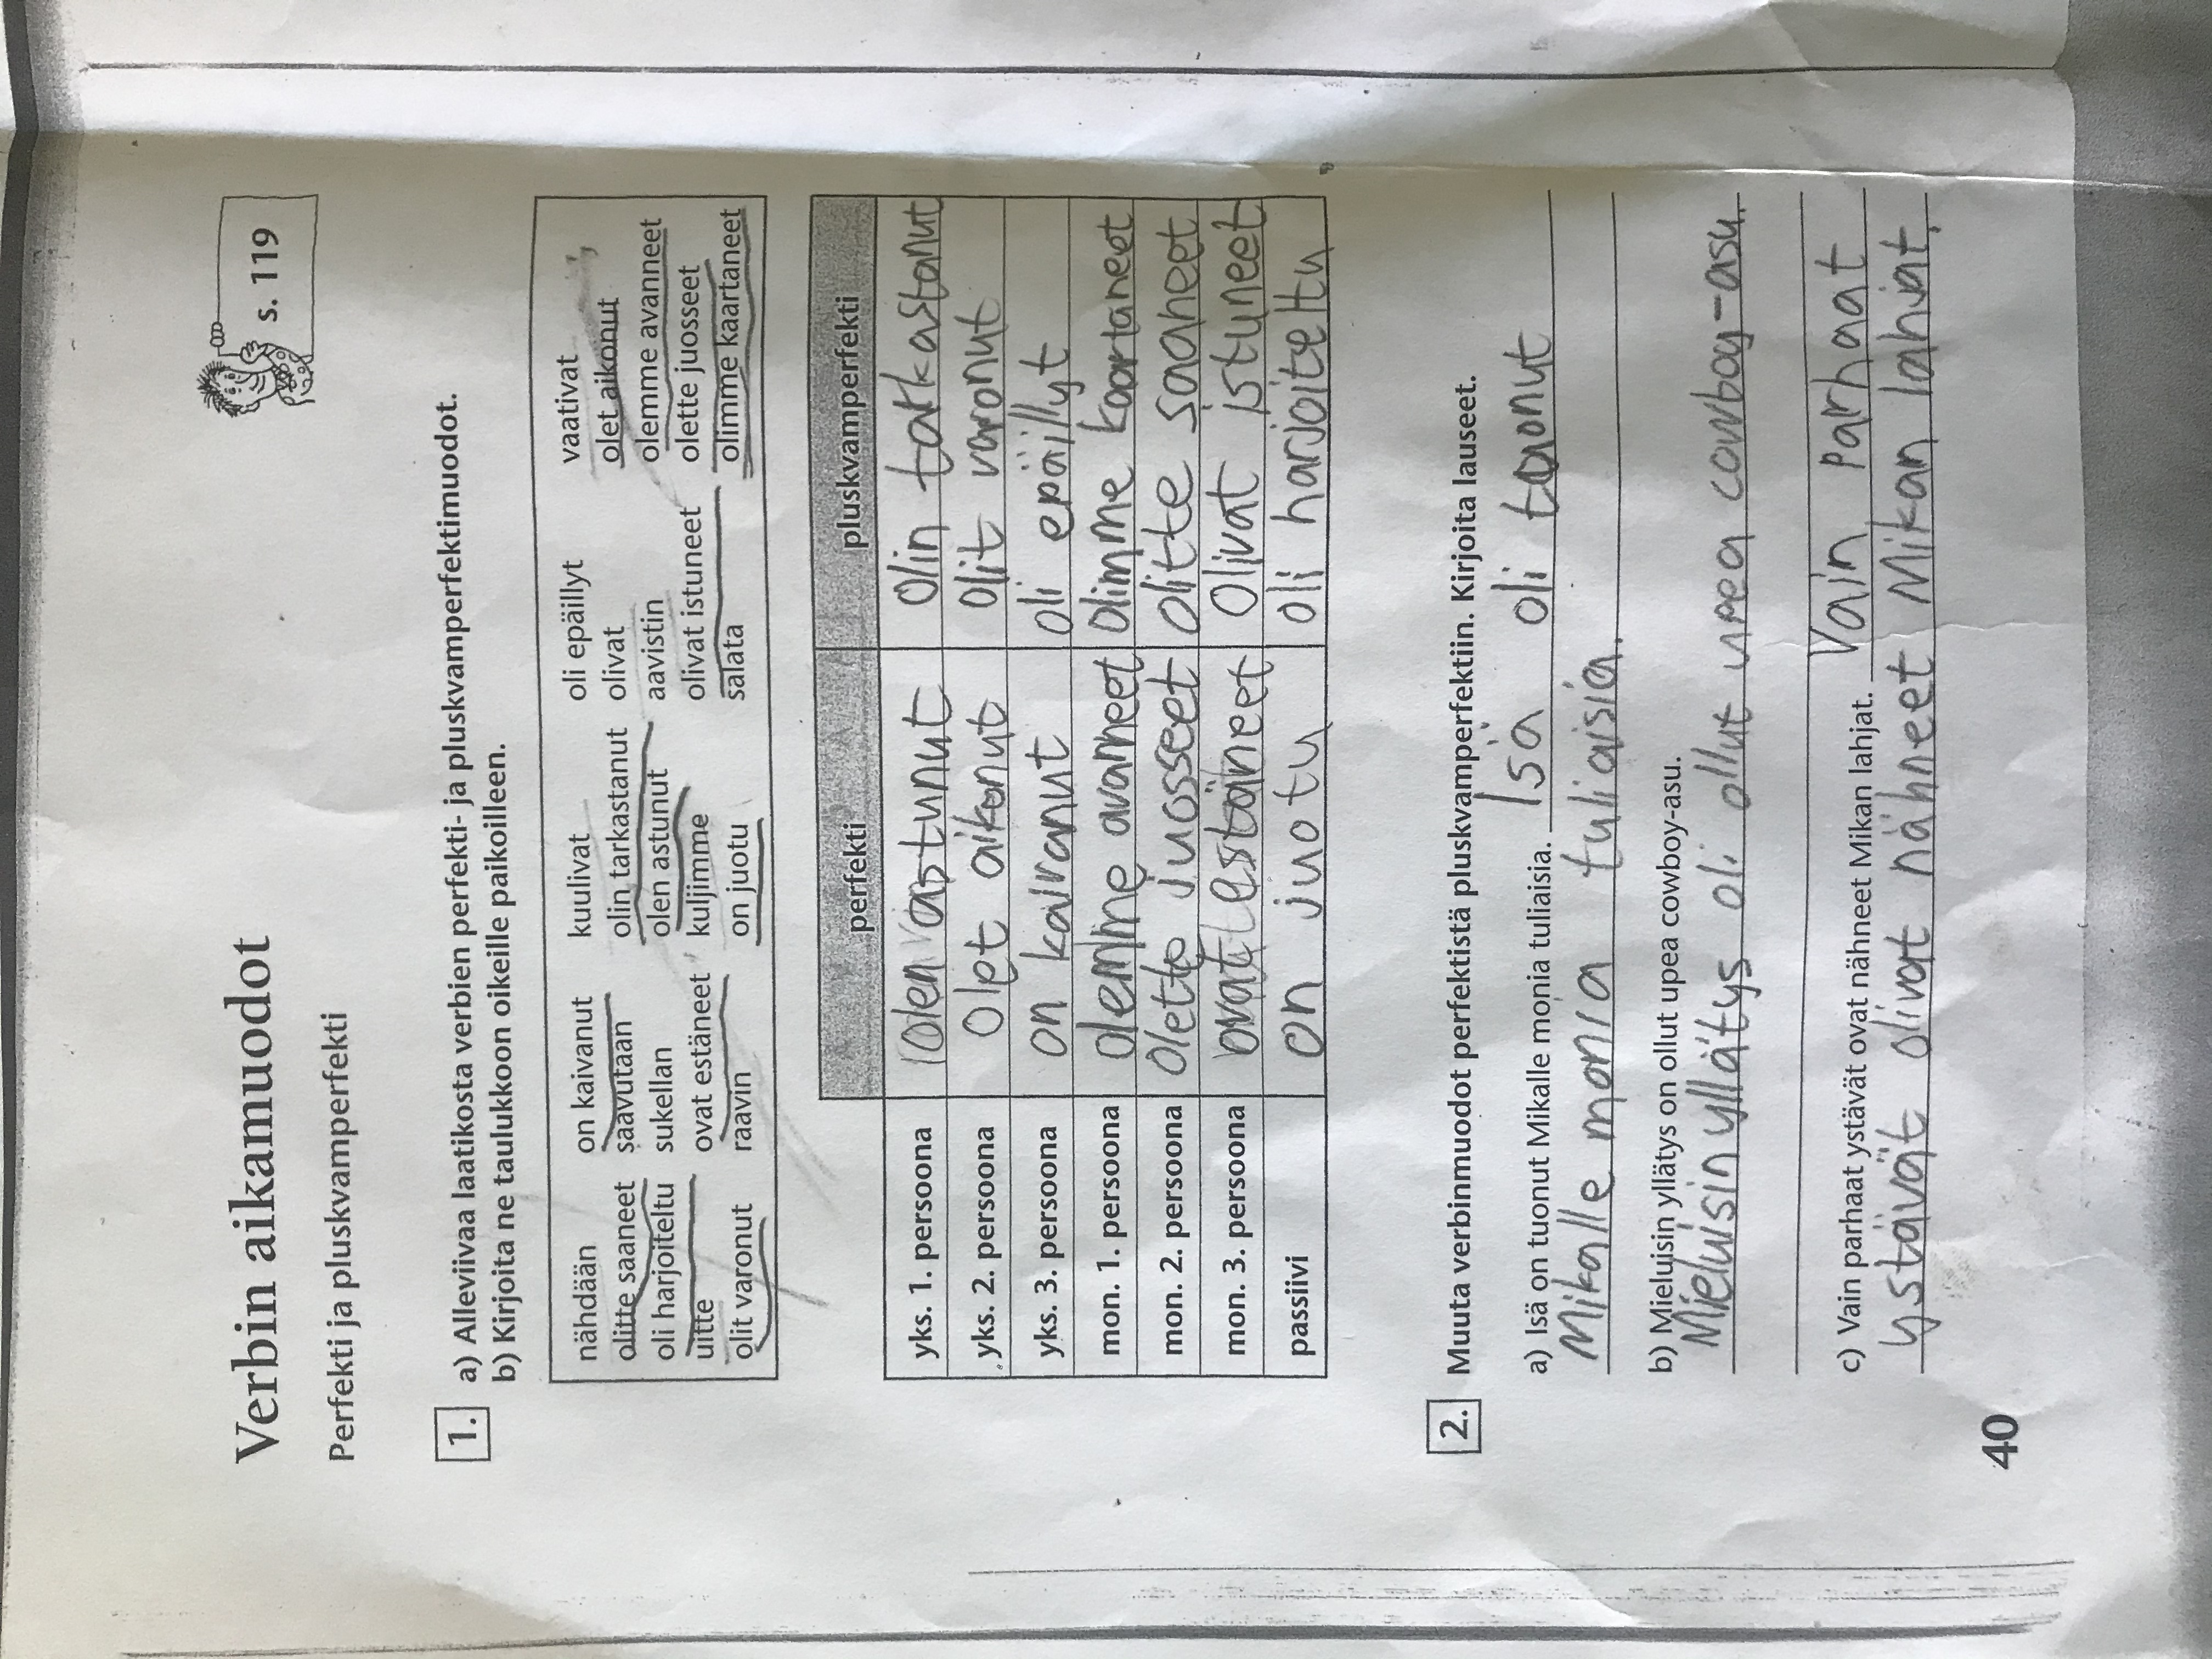 Verbin aikamuodot
s. 119
Perfekti ja pluskvamperfekti
1. a) Alleviivaa laatikosta verbien perfekti- ja pluskvamperfektimuodot.
b) Kirjoita ne taulukkoon oikeille paikoilleen.
nähdään on kaivanut kuulivat oli epäillyt vaativat
olitte saaneet saavutaan olin tarkastanut olivat olet aikonut
oli harjoiteltu sukellan olen astunut aavistin olemme avanneet
uitte ovat estäneet kuljimme olivat istuneet olette juosseet
olit varonut raavin on juotu salata olimme kaartaneet
perfekti pluskvamperfekti
yks. 1. persoona olen astunut olin tarkastanut
yks. 2. persoona olet aikonut olit varonut
yks. 3. persoona on kaivanut oli epäillyt
mon. 1. persoona olemme avanneet olimme kaartaneet
mon. 2. persoona olette juosseet olitte saaneet
mon. 3. persoona ovat estäneet olivat istuneet
passiivi on juotu oli harjoiteltu
2. Muuta verbinmuodot perfektistä pluskvamperfektiin. Kirjoita lauseet.
a) Isä on tuonut Mikalle monia tuliaisia. Isä oli tuonut
Mikalle monia tuliaisia.
b) Mieluisin yllätys on ollut upea cowboy-asu.
Mieluisin yllätys oli ollut upea cowboy-asu.
c) Vain parhaat ystävät ovat nähneet Mikan lahjat. Vain parhaat
ystävät olivat nähneet Mikan lahjat.
40